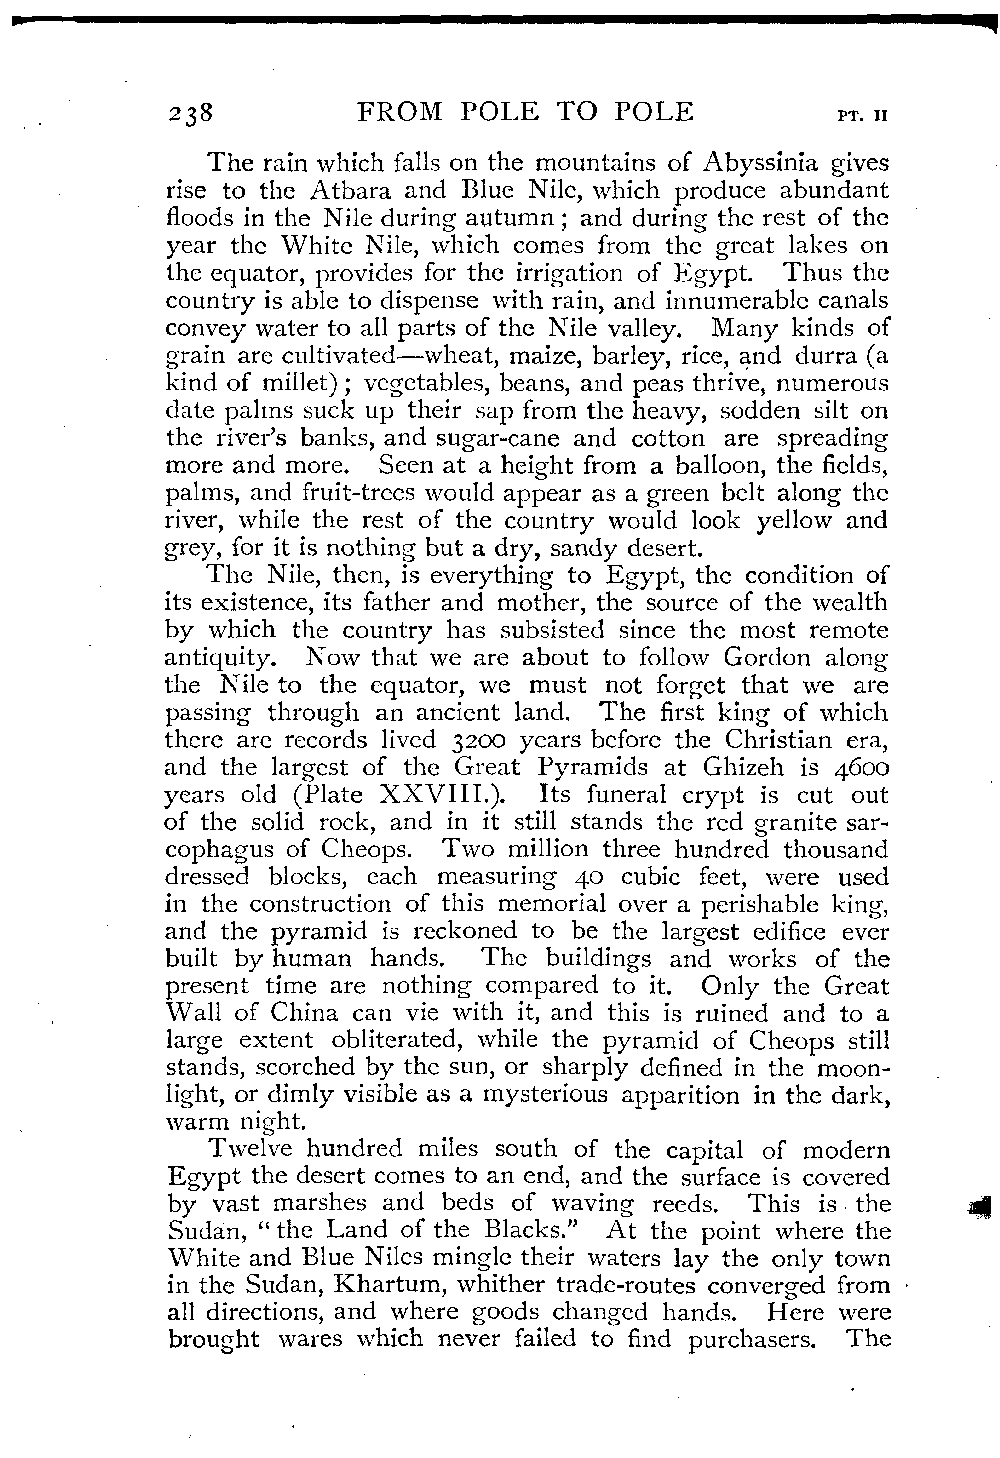 238 FROM POLE TO POLE PT. II
The rain which falls on the mountains of Abyssinia gives
rise to the Atbara and Blue Nile, which produce abundant
floods in the Nile during autumn; and during the rest of the
year the White Nile, which comes from the great lakes on
the equator, provides for the irrigation of Egypt. Thus the
country is able to dispense with rain, and innumerable canals
convey water to all parts of the Nile valley. Many kinds of
grain are cultivated—wheat, maize, barley, rice, and durra (a
kind of millet); vegetables, beans, and peas thrive, numerous
date palms suck up their sap from the heavy, sodden silt on
the river's banks, and sugar-cane and cotton are spreading
more and more. Seen at a height from a balloon, the fields,
palms, and fruit-trees would appear as a green belt along the
river, while the rest of the country would look yellow and
grey, for it is nothing but a dry, sandy desert.
The Nile, then, is everything to Egypt, the condition of
its existence, its father and mother, the source of the wealth
by which the country has subsisted since the most remote
antiquity. Now that we are about to follow Gordon along
the Nile to the equator, we must not forget that we are
passing through an ancient land. The first king of which
there are records lived 3200 years before the Christian era,
and the largest of the Great Pyramids at Ghizeh is 4600
years old (Plate XXVIII.). Its funeral crypt is cut out
of the solid rock, and in it still stands the red granite sar-
cophagus of Cheops. Two million three hundred thousand
dressed blocks, each measuring 40 cubic feet, were used
in the construction of this memorial over a perishable king,
and the pyramid is reckoned to be the largest edifice ever
built by human hands. The buildings and works of the
present time are nothing compared to it. Only the Great
Wall of China can vie with it, and this is ruined and to a
large extent obliterated, while the pyramid of Cheops still
stands, scorched by the sun, or sharply defined in the moon-
light, or dimly visible as a mysterious apparition in the dark,
warm night.
Twelve hundred miles south of the capital of modern
Egypt the desert comes to an end, and the surface is covered
by vast marshes and beds of waving reeds. This is the
Sudan, "the Land of the Blacks." At the point where the
White and Blue Niles mingle their waters lay the only town
in the Sudan, Khartum, whither trade-routes converged from
all directions, and where goods changed hands. Here were
brought wares which never failed to find purchasers. The